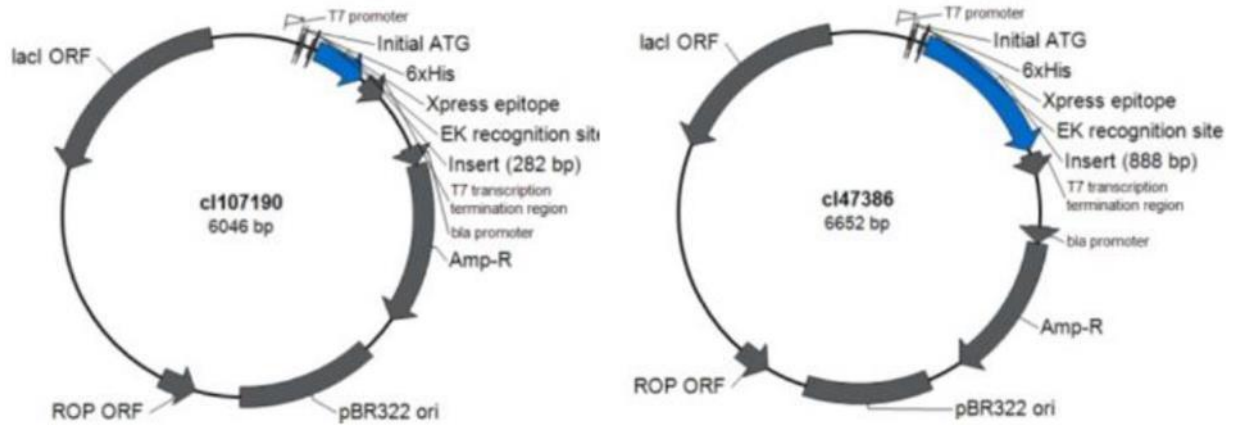 T7 promoter
Initial ATG
lacI ORF
6xHis
Xpress epitope
EK recognition site
Insert (282 bp)
T7 transcription
termination region
bla promoter
Amp-R
cl107190
6046 bp
pBR322 ori
ROP ORF
T7 promoter
Initial ATG
lacI ORF
6xHis
Xpress epitope
EK recognition site
Insert (888 bp)
T7 transcription
termination region
bla promoter
Amp-R
cl47386
6652 bp
pBR322 ori
ROP ORF